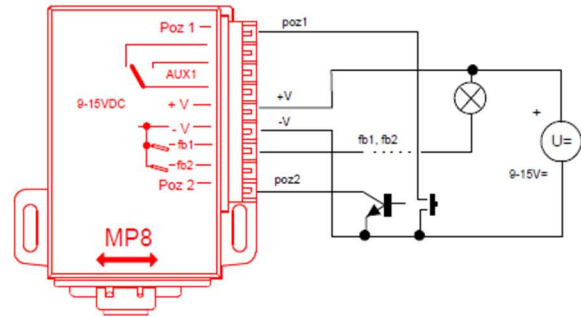 Poz 1
AUX1
9-15VDC
+ V
- V
fb1
fb2
Poz 2
MP8
poz1
+V
-V
fb1, fb2
poz2
+
U=
9-15V=